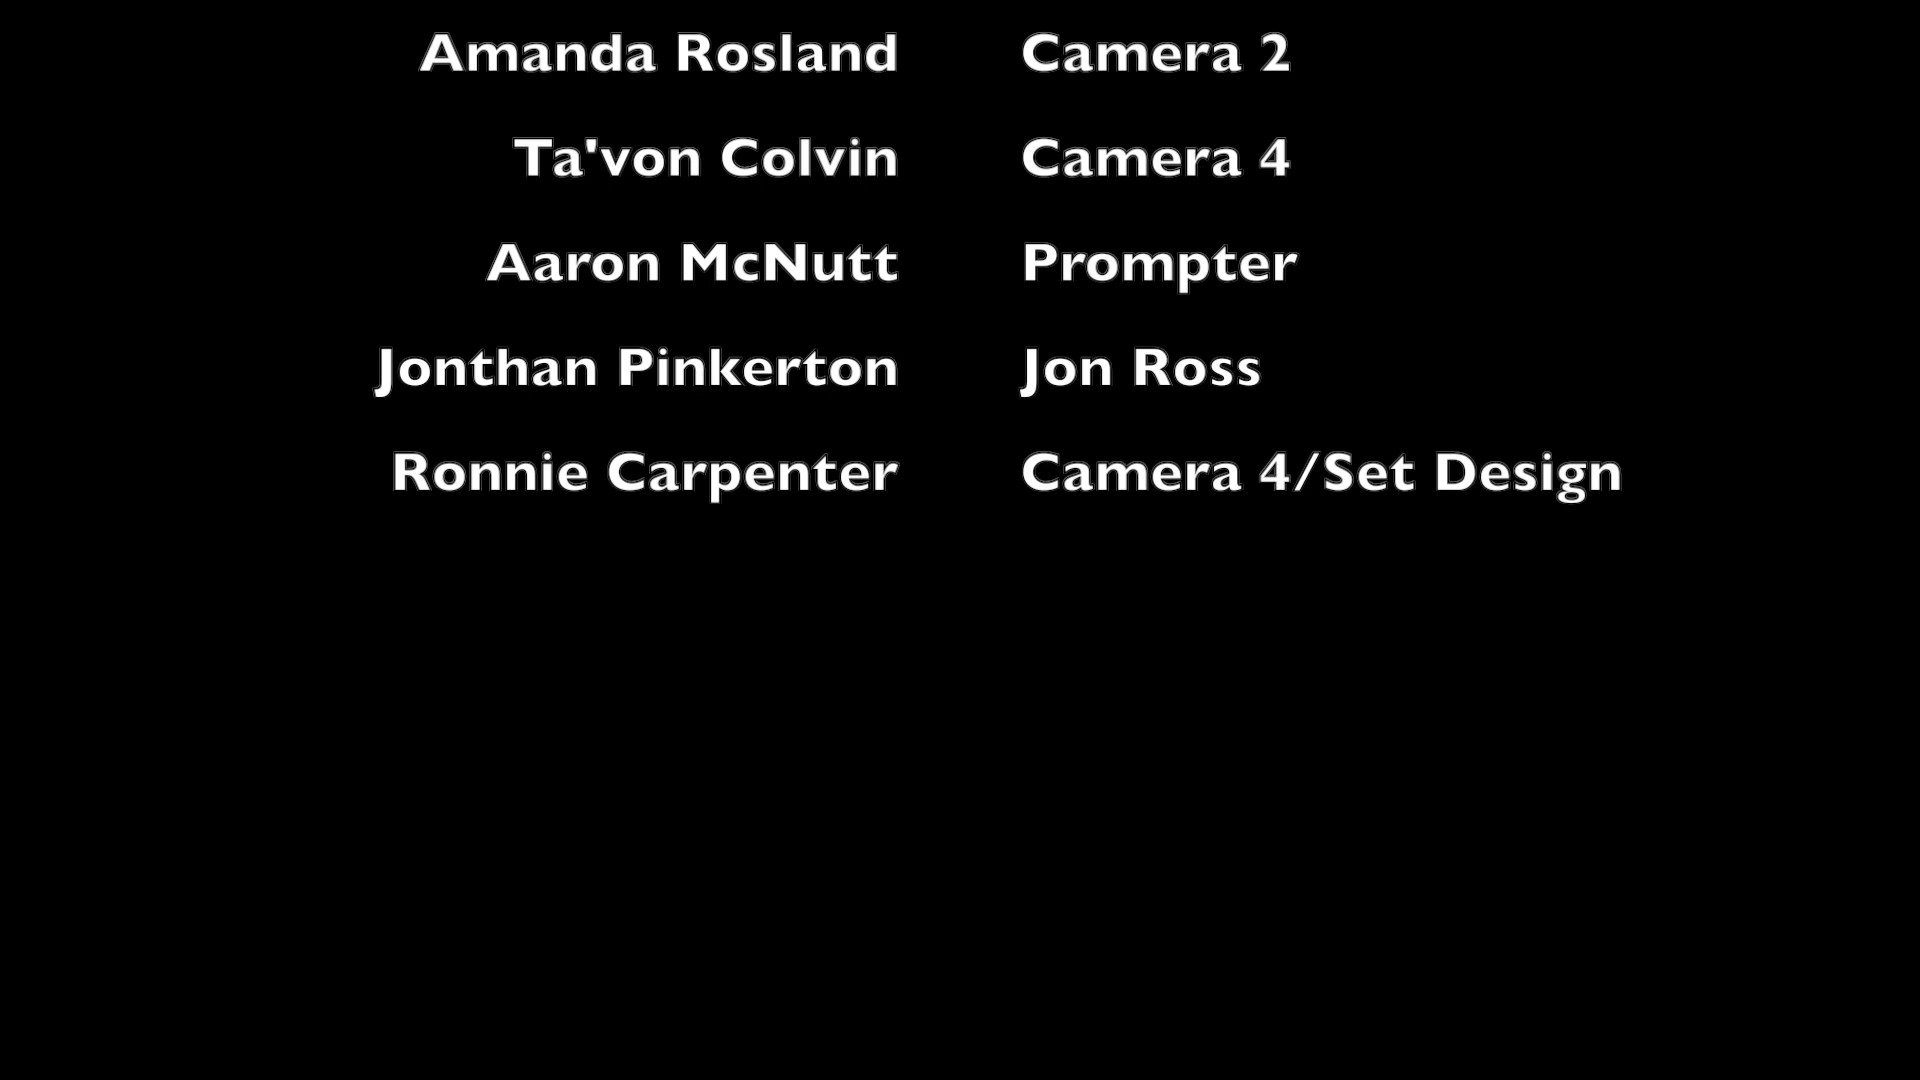 Amanda Rosland Camera 2
Ta'von Colvin Camera 4
Aaron McNutt Prompter
Jonthan Pinkerton Jon Ross
Ronnie Carpenter Camera 4/Set Design